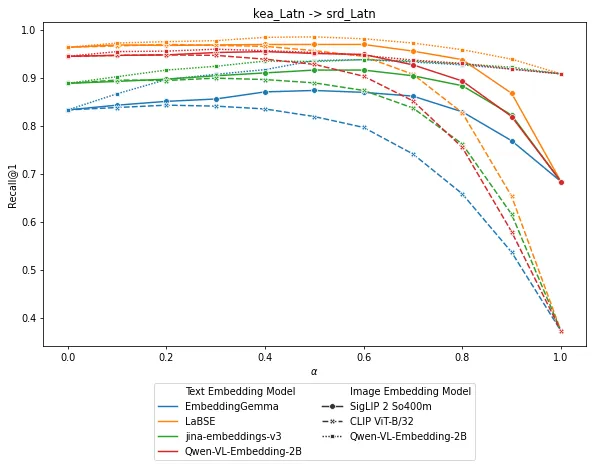 kea_Latn -> srd_Latn
Recall@1
1.0
0.9
0.8
0.7
0.6
0.5
0.4
0.0
0.2
0.4
0.6
0.8
1.0
α
Text Embedding Model
EmbeddingGemma
LaBSE
jina-embeddings-v3
Qwen-VL-Embedding-2B
Image Embedding Model
SigLIP 2 So400m
CLIP ViT-B/32
Qwen-VL-Embedding-2B